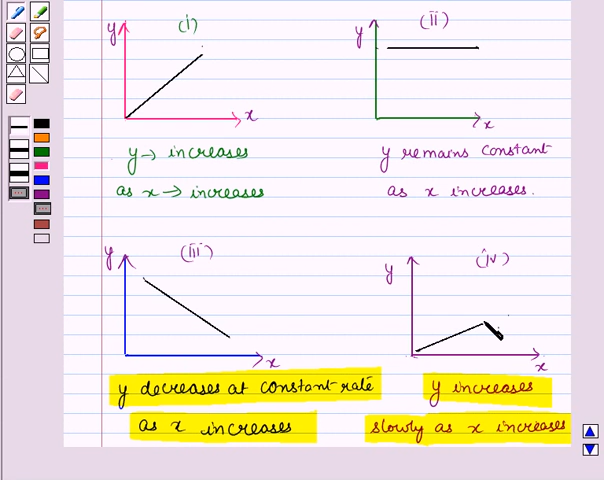 (i)
y
x
y → increases
as x → increases
(ii)
y
x
y remains constant
as x increases.
(iii)
y
x
y decreases at constant rate
as x increases
(iv)
y
x
y increases
slowly as x increases